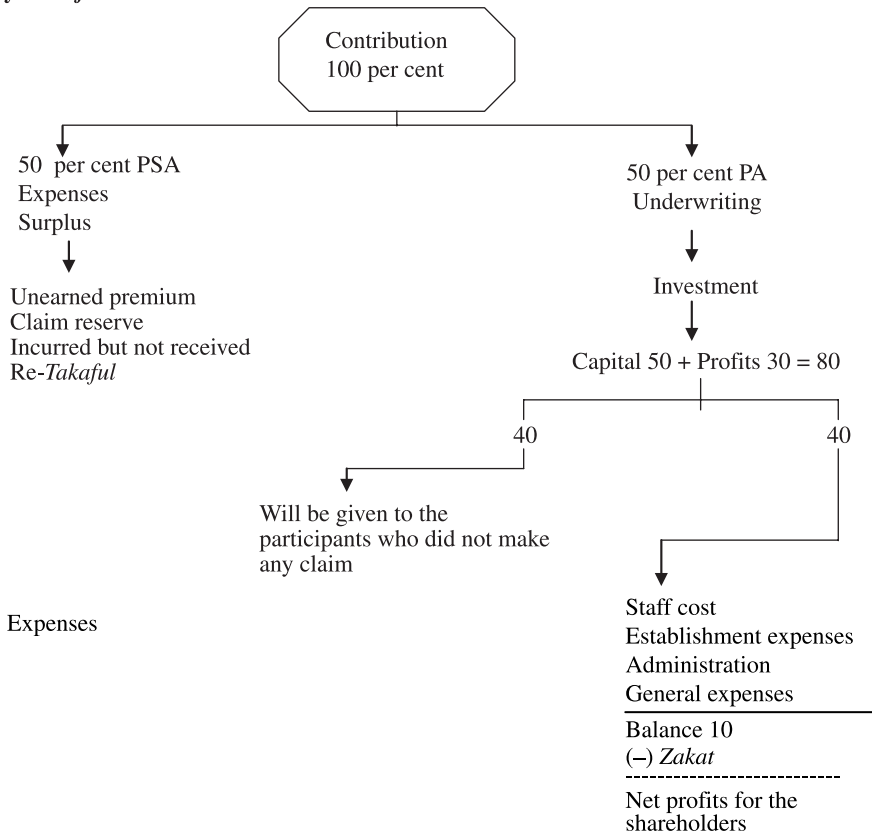 Contribution
100 per cent
50 per cent PSA
Expenses
Surplus
50 per cent PA
Underwriting
Unearned premium
Claim reserve
Incurred but not received
Re-Takaful
Investment
Capital 50 + Profits 30 = 80
40
40
Will be given to the
participants who did not make
any claim
Expenses
Staff cost
Establishment expenses
Administration
General expenses
Balance 10
(–) Zakat
Net profits for the
shareholders